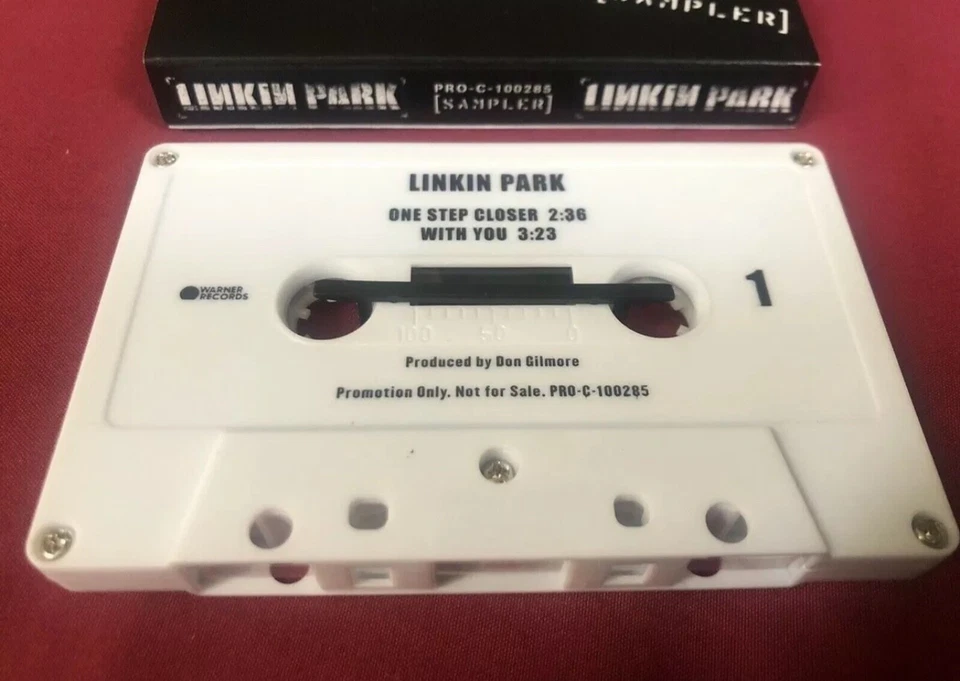 [SAMPLER]
LINKIN PARK
PRO-C-100285
[SAMPLER]
LINKIN PARK
LINKIN PARK
ONE STEP CLOSER 2:36
WITH YOU 3:23
WARNER
RECORDS
1
100 50 0
Produced by Don Gilmore
Promotion Only. Not for Sale. PRO-C-100285